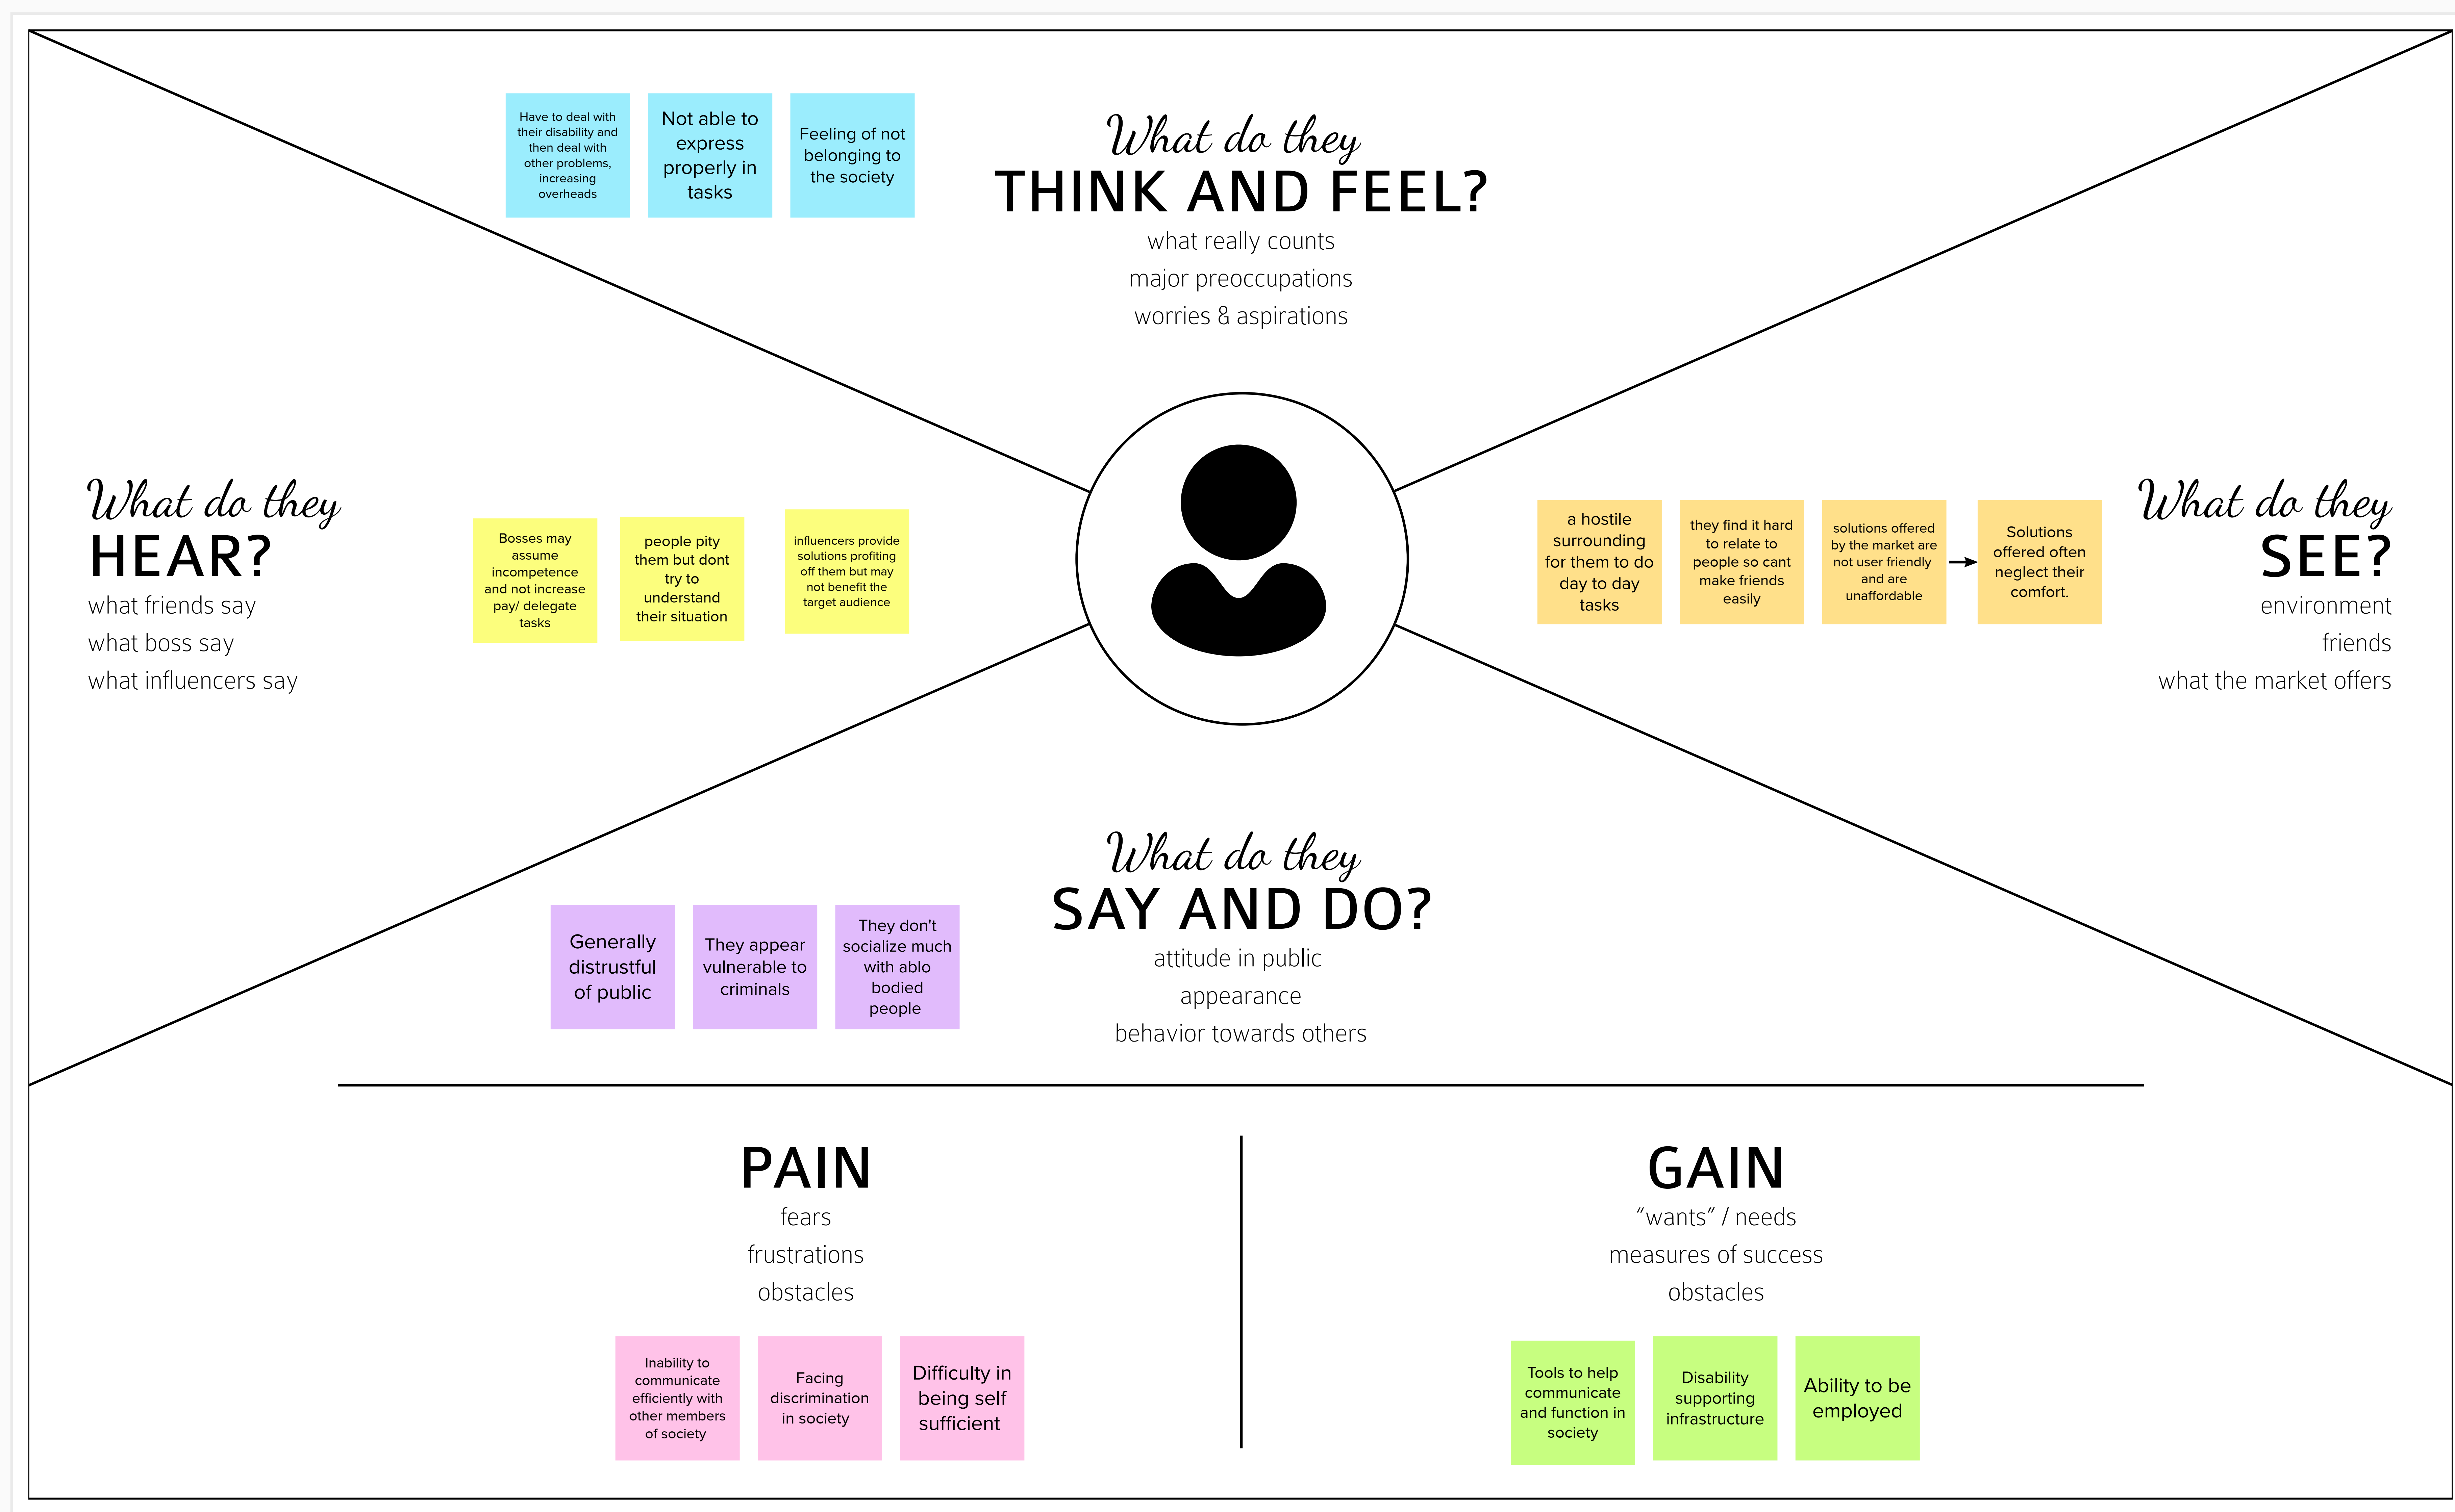 Have to deal with
their disability and
then deal with
other problems,
increasing
overheads
Not able to
express
properly in
tasks
Feeling of not
belonging to
the society
What do they
THINK AND FEEL?
what really counts
major preoccupations
worries & aspirations
What do they
HEAR?
what friends say
what boss say
what influencers say
Bosses may
assume
incompetence
and not increase
pay/ delegate
tasks
people pity
them but dont
try to
understand
their situation
influencers provide
solutions profiting
off them but may
not benefit the
target audience
a hostile
surrounding
for them to do
day to day
tasks
they find it hard
to relate to
people so cant
make friends
easily
solutions offered
by the market are
not user friendly
and are
unaffordable
Solutions
offered often
neglect their
comfort.
What do they
SEE?
environment
friends
what the market offers
Generally
distrustful
of public
They appear
vulnerable to
criminals
They don't
socialize much
with ablo
bodied
people
What do they
SAY AND DO?
attitude in public
appearance
behavior towards others
PAIN
fears
frustrations
obstacles
Inability to
communicate
efficiently with
other members
of society
Facing
discrimination
in society
Difficulty in
being self
sufficient
GAIN
“wants” / needs
measures of success
obstacles
Tools to help
communicate
and function in
society
Disability
supporting
infrastructure
Ability to be
employed